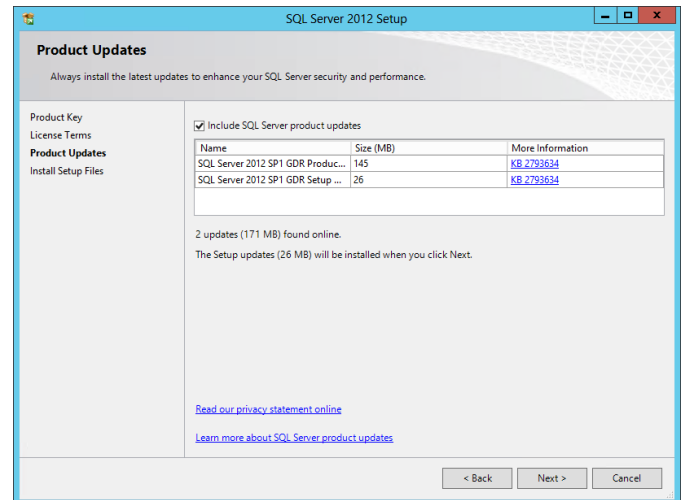 SQL Server 2012 Setup
Product Updates
Always install the latest updates to enhance your SQL Server security and performance.
Product Key
License Terms
Product Updates
Install Setup Files
Include SQL Server product updates
Name Size (MB) More Information
SQL Server 2012 SP1 GDR Produc... 145 KB 2793634
SQL Server 2012 SP1 GDR Setup ... 26 KB 2793634
2 updates (171 MB) found online.
The Setup updates (26 MB) will be installed when you click Next.
Read our privacy statement online
Learn more about SQL Server product updates
< Back Next > Cancel